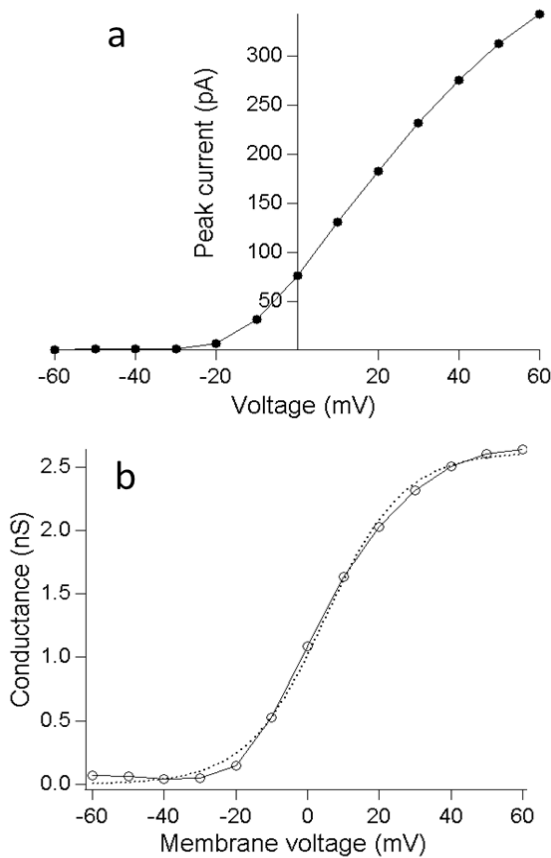 a
Peak current (pA)
300
250
200
150
100
50
-60 -40 -20 20 40 60
Voltage (mV)
b
Conductance (nS)
2.5
2.0
1.5
1.0
0.5
0.0
-60 -40 -20 0 20 40 60
Membrane voltage (mV)